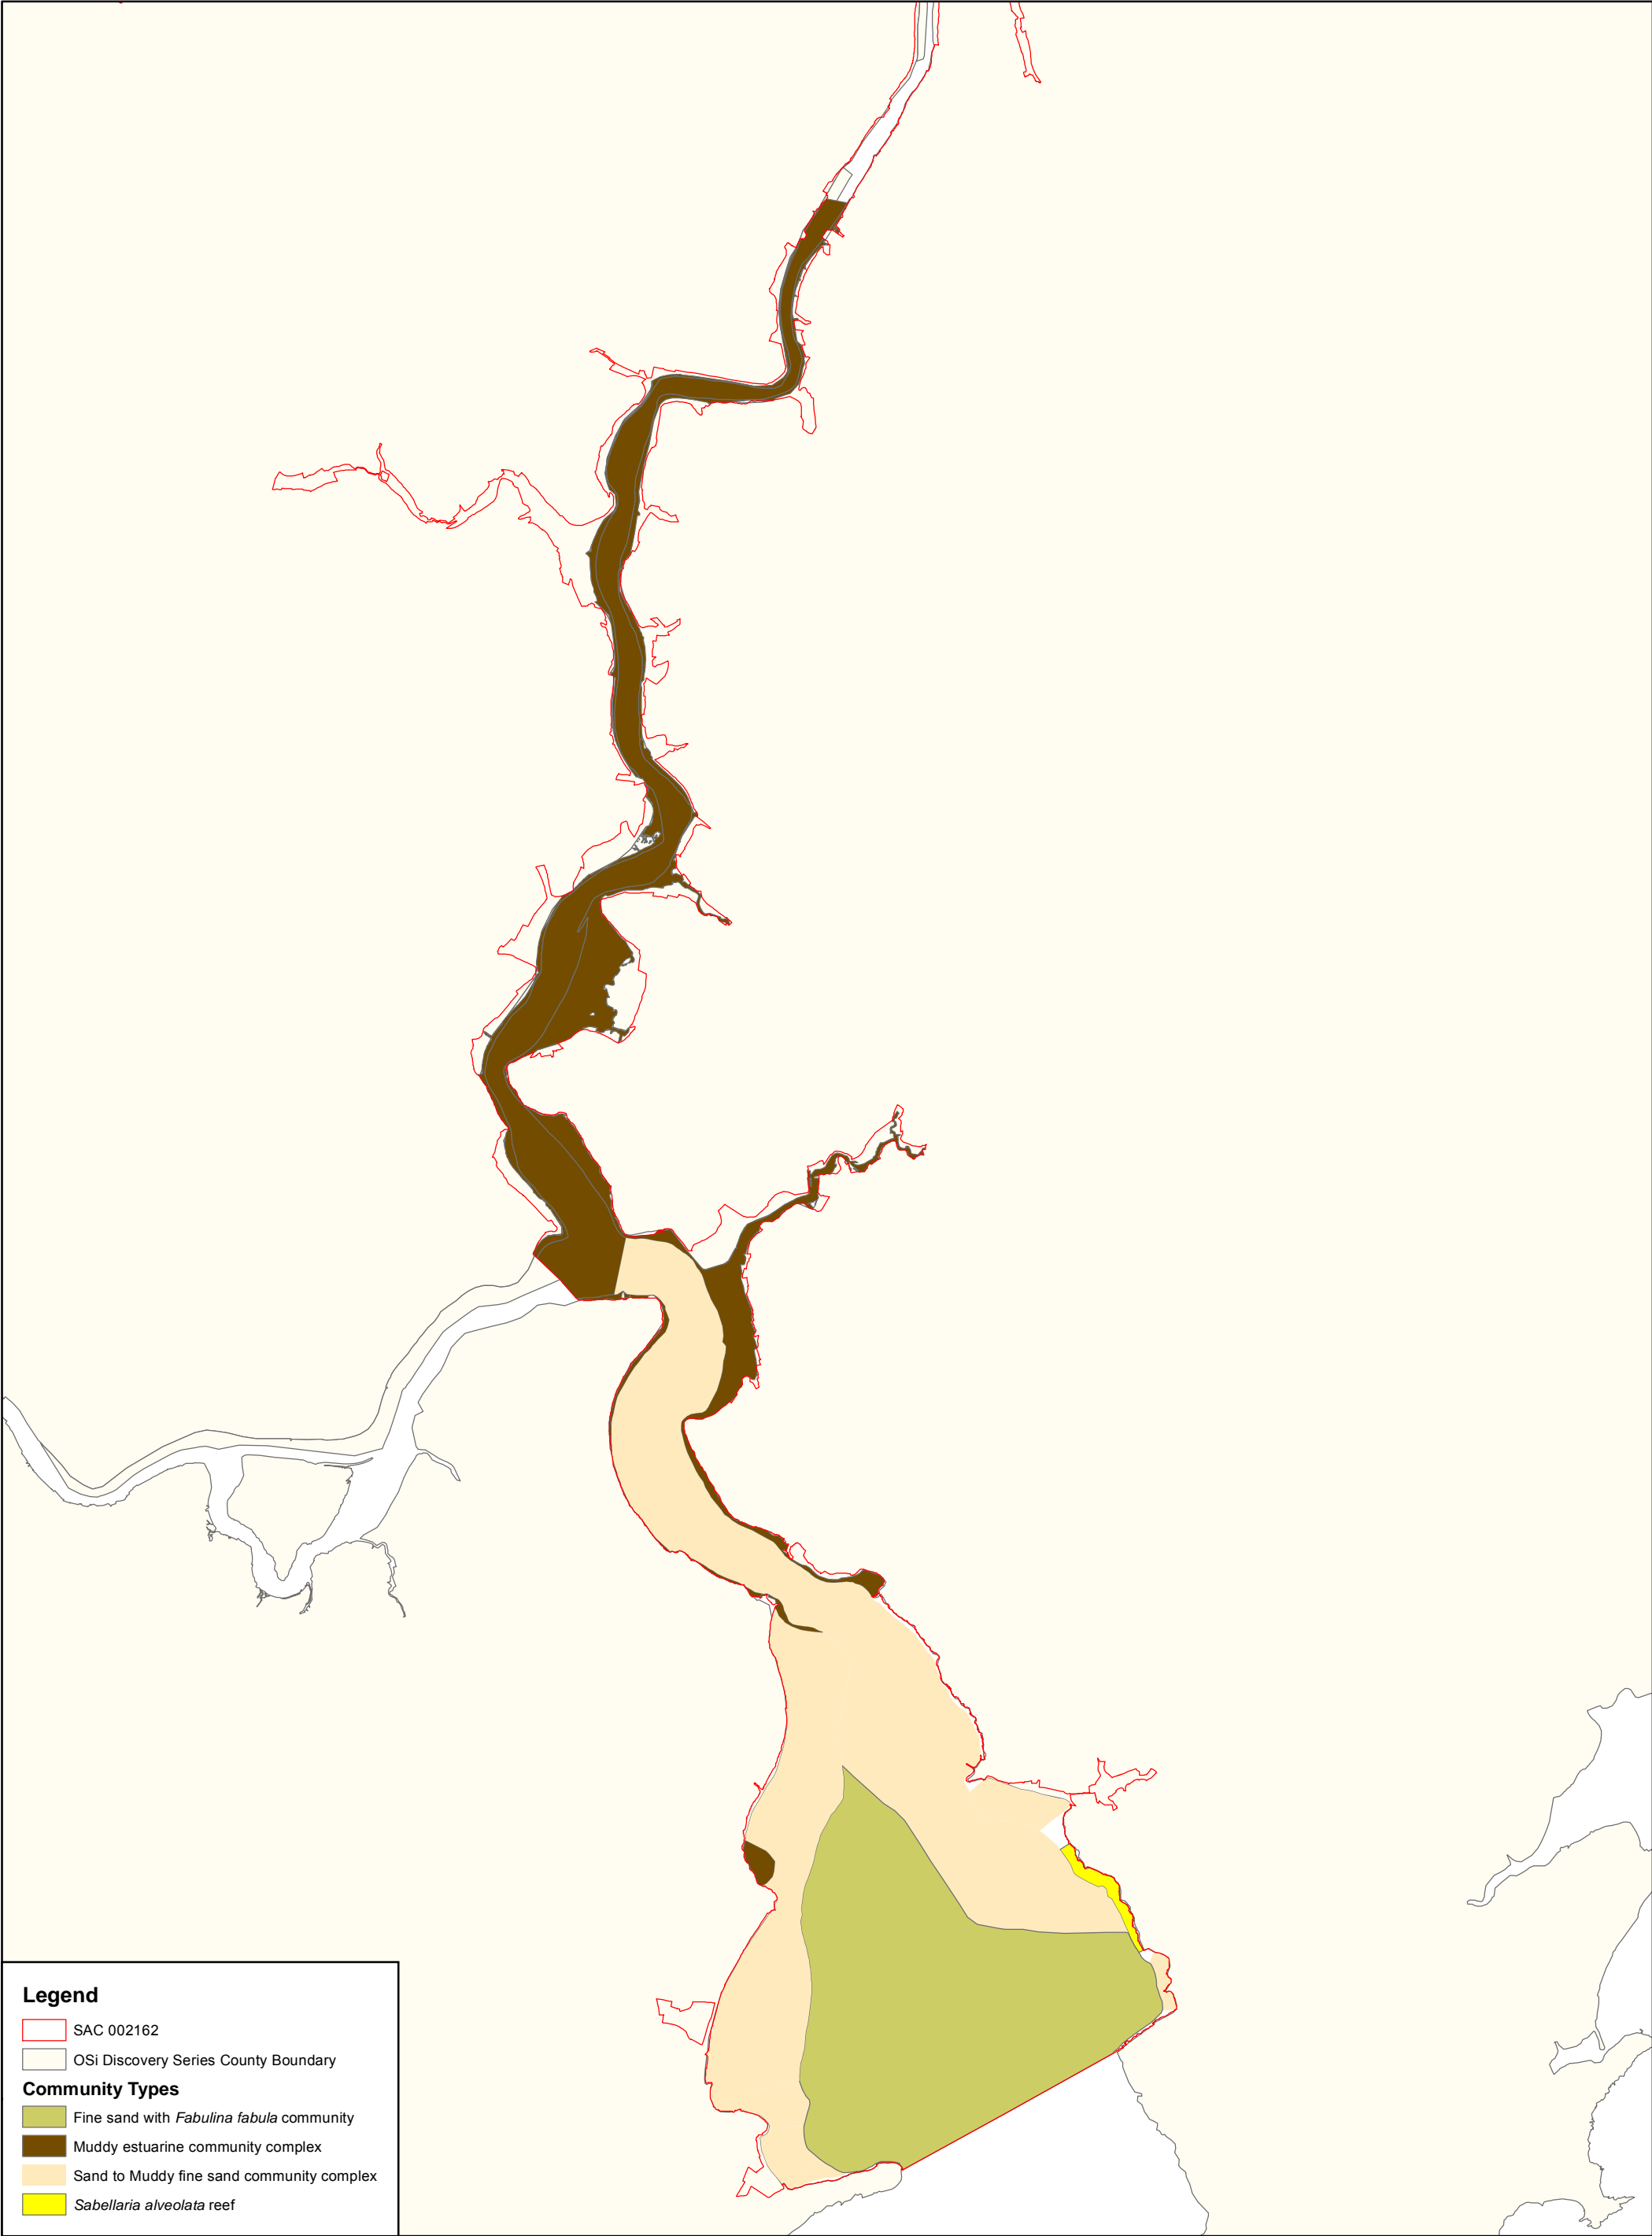 Legend
SAC 002162
OSi Discovery Series County Boundary
Community Types
Fine sand with Fabulina fabula community
Muddy estuarine community complex
Sand to Muddy fine sand community complex
Sabellaria alveolata reef